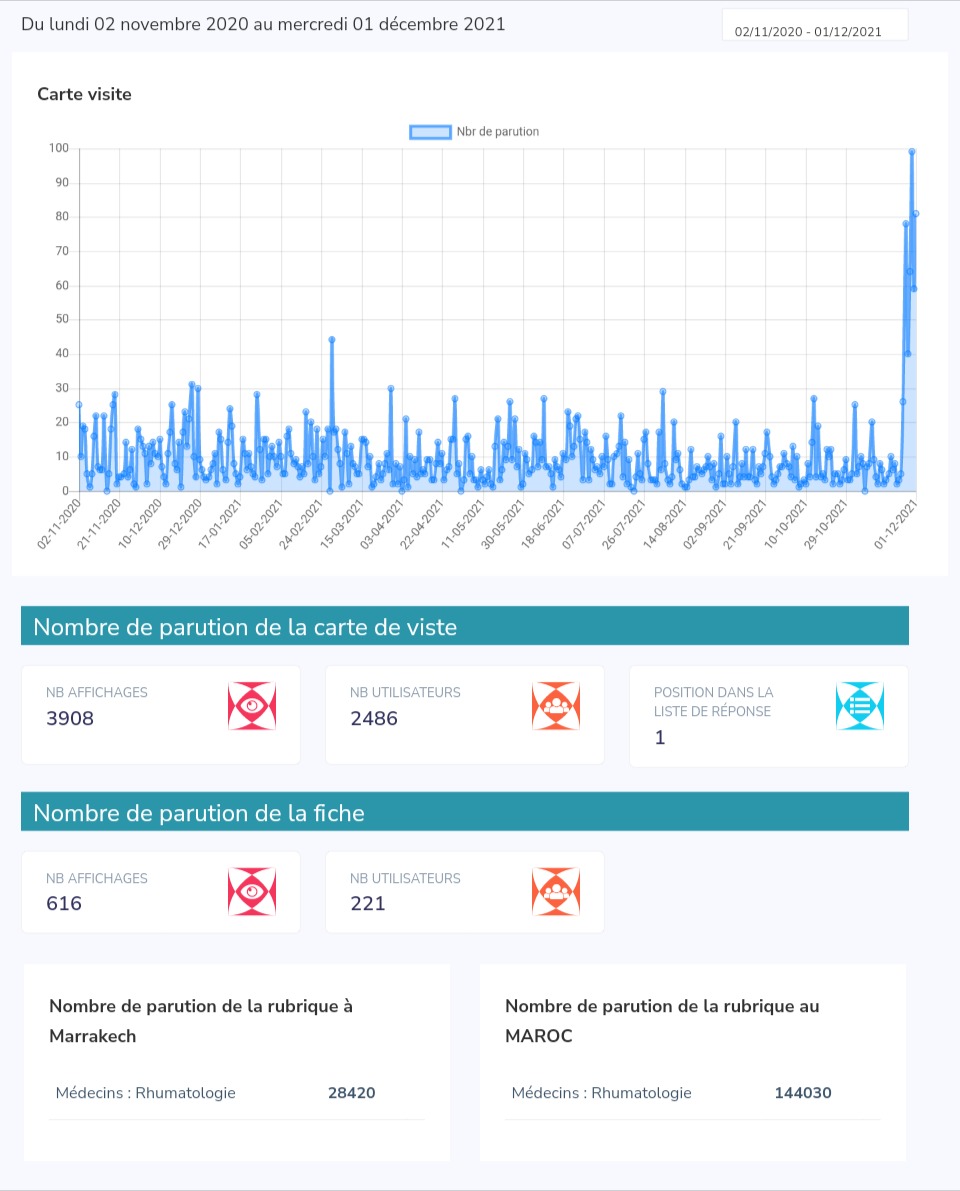 Du lundi 02 novembre 2020 au mercredi 01 décembre 2021
02/11/2020 - 01/12/2021
Carte visite
Nbr de parution
100
90
80
70
60
50
40
30
20
10
0
02-11-2020
21-11-2020
10-12-2020
29-12-2020
17-01-2021
05-02-2021
24-02-2021
15-03-2021
03-04-2021
22-04-2021
11-05-2021
30-05-2021
18-06-2021
07-07-2021
26-07-2021
14-08-2021
02-09-2021
21-09-2021
10-10-2021
29-10-2021
01-12-2021
Nombre de parution de la carte de viste
NB AFFICHAGES
3908
NB UTILISATEURS
2486
POSITION DANS LA
LISTE DE RÉPONSE
1
Nombre de parution de la fiche
NB AFFICHAGES
616
NB UTILISATEURS
221
Nombre de parution de la rubrique à
Marrakech
Médecins : Rhumatologie 28420
Nombre de parution de la rubrique au
MAROC
Médecins : Rhumatologie 144030